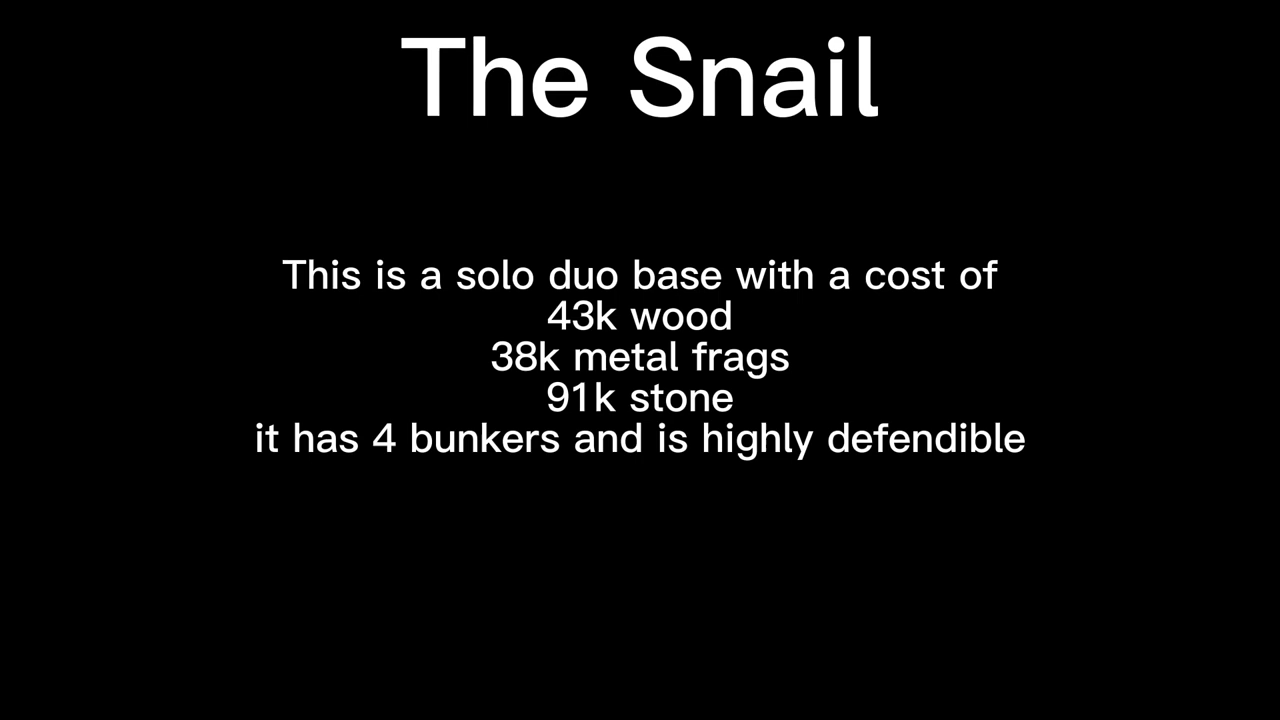 The Snail
This is a solo duo base with a cost of
43k wood
38k metal frags
91k stone
it has 4 bunkers and is highly defendible